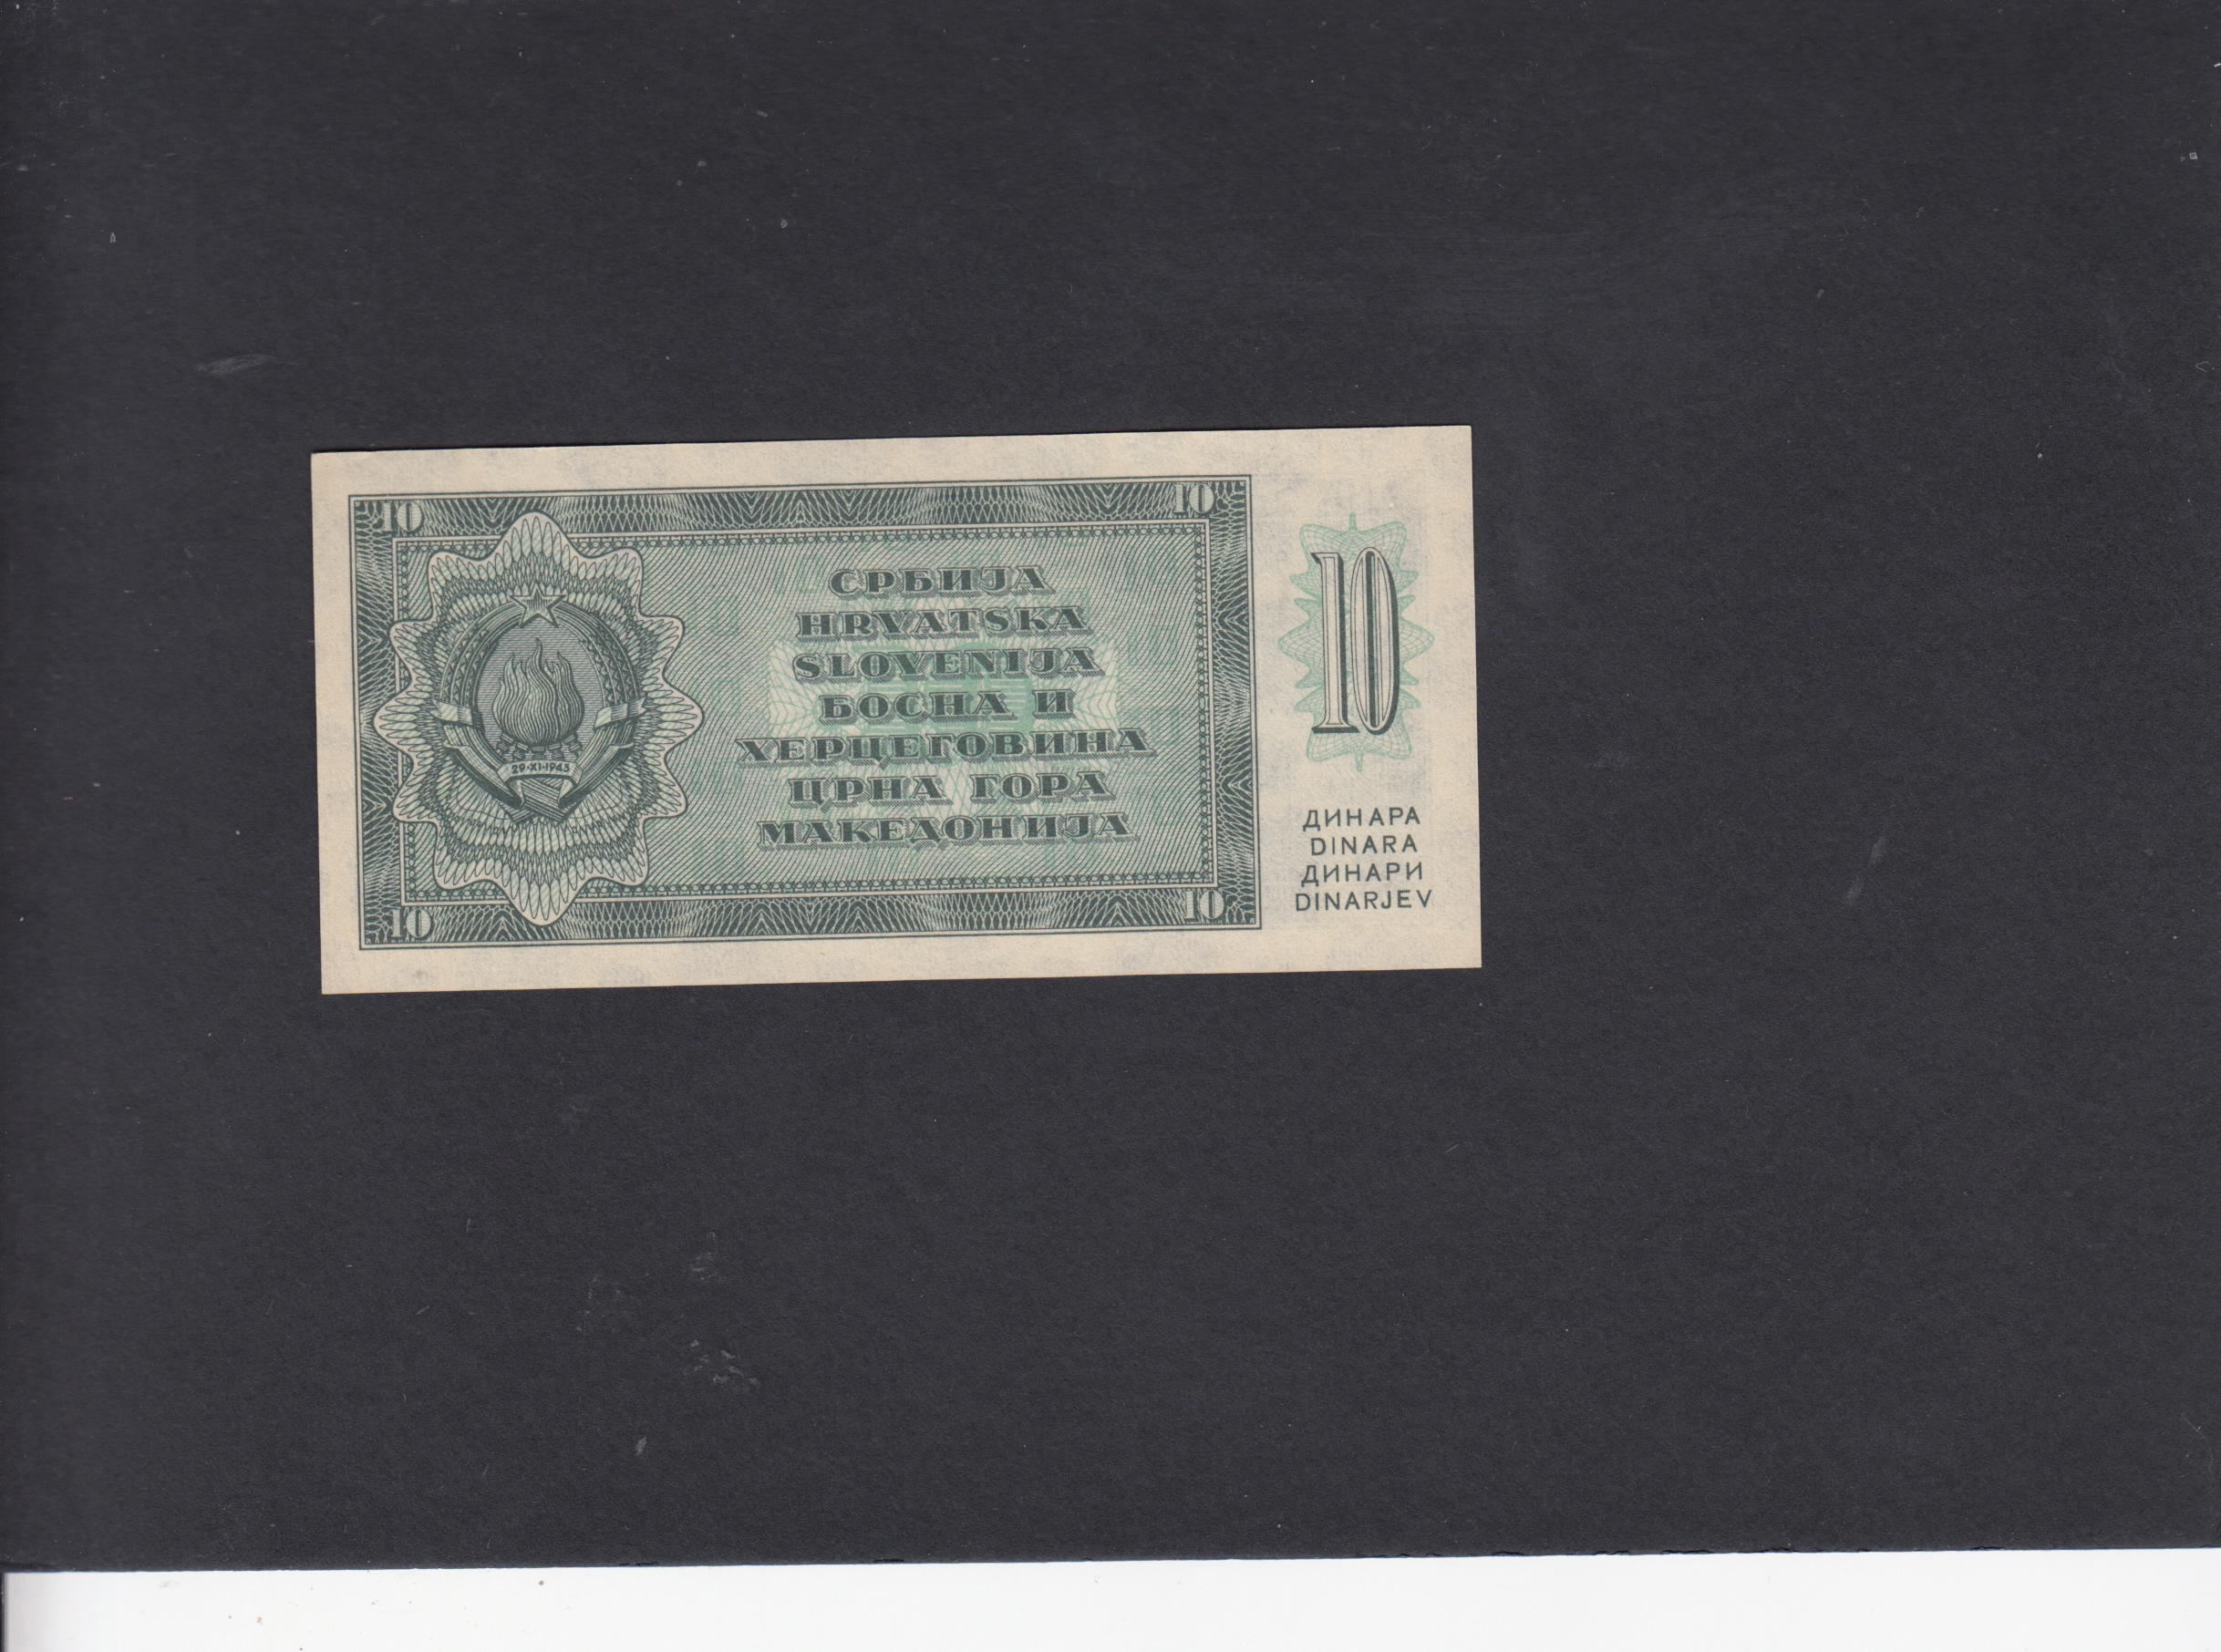 10
10
СРБИЈА
HRVATSKA
SLOVENIJA
БОСНА И
ХЕРЦЕГОВИНА
ЦРНА ГОРА
МАКЕДОНИЈА
29·XI·1943
10
10
10
ДИНАРА
DINARA
ДИНАРИ
DINARJEV